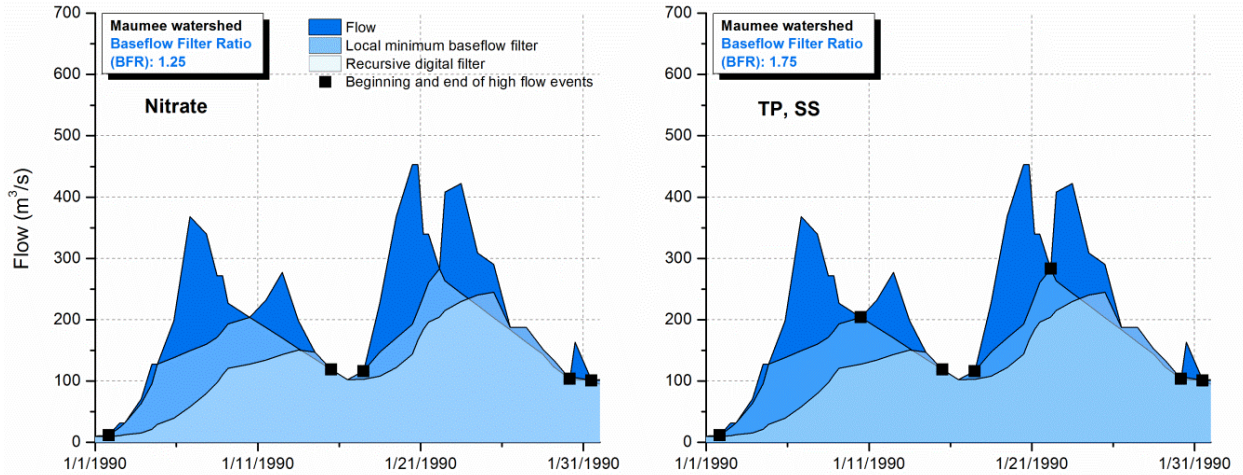 Maumee watershed
Baseflow Filter Ratio
(BFR): 1.25
Flow
Local minimum baseflow filter
Recursive digital filter
Beginning and end of high flow events
Nitrate
Flow (m³/s)
700
600
500
400
300
200
100
0
1/1/1990
1/11/1990
1/21/1990
1/31/1990
Maumee watershed
Baseflow Filter Ratio
(BFR): 1.75
TP, SS
700
600
500
400
300
200
100
0
1/1/1990
1/11/1990
1/21/1990
1/31/1990